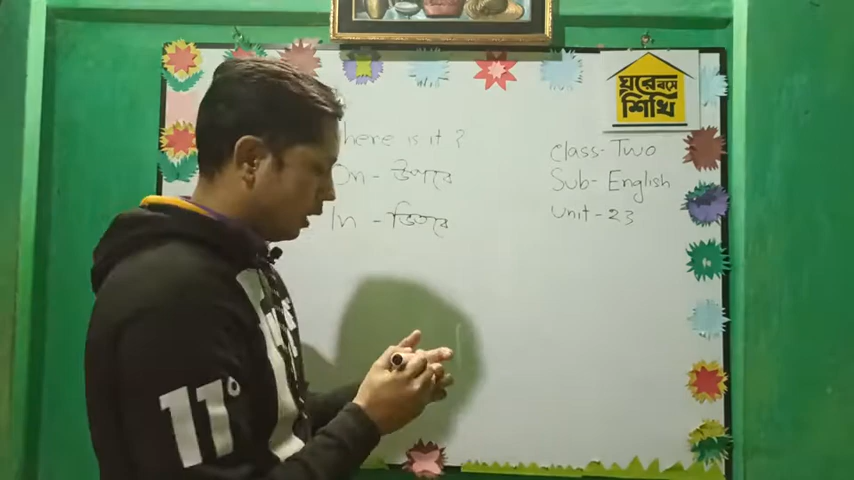 ঘরে বসে
শিখি
here is it ?
On - উপরে
In - ভিতরে
Class- Two
Sub- English
Unit- 23
11°